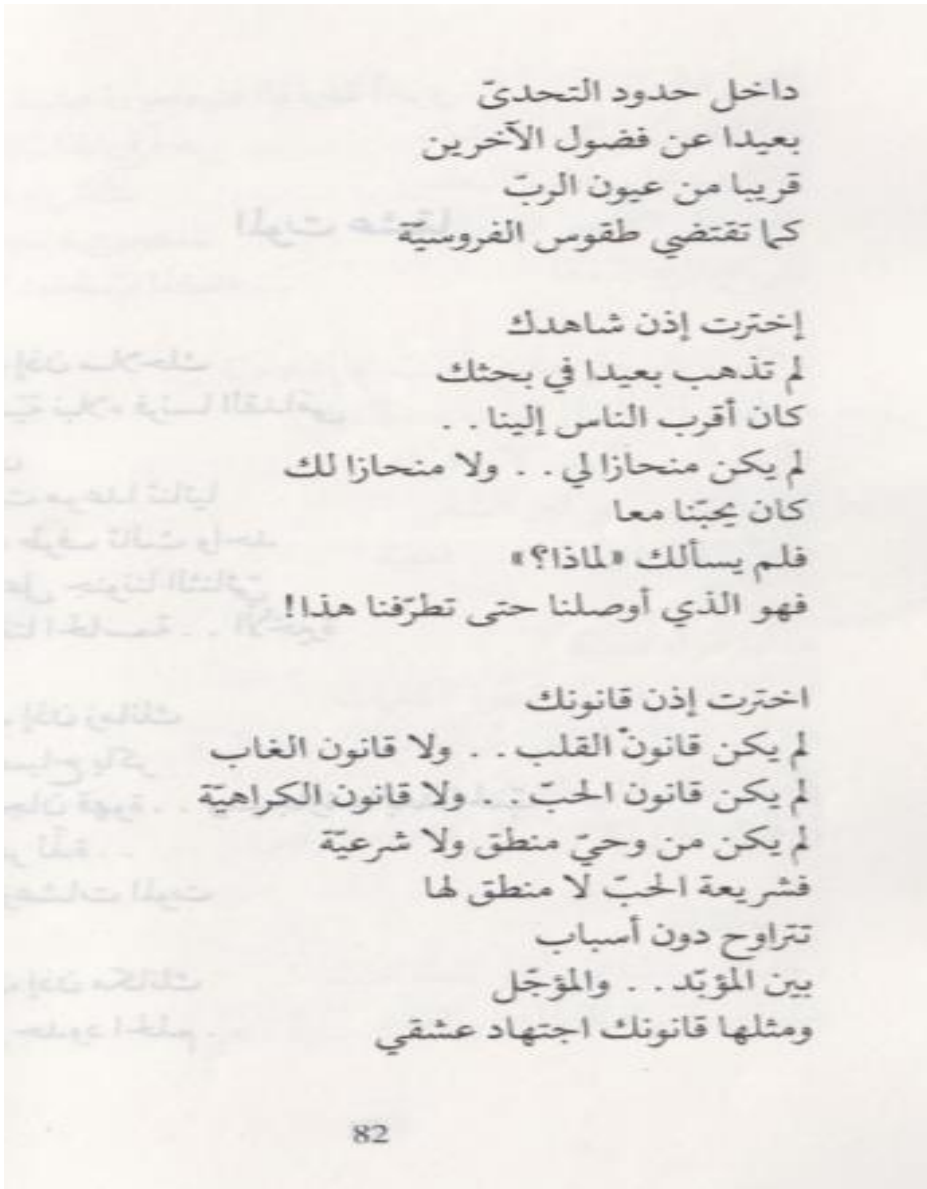 داخل حدود التحدىّ
بعيدا عن فضول الآخرين
قريبا من عيون الربّ
كما تقتضي طقوس الفروسيّة
إخترت إذن شاهدك
لم تذهب بعيدا في بحثك
كان أقرب الناس إلينا . .
لم يكن منحازا لي . . ولا منحازا لك
كان يحبّنا معا
فلم يسألك «لماذا؟»
فهو الذي أوصلنا حتى تطرّفنا هذا!
اخترت إذن قانونك
لم يكن قانونّ القلب . . ولا قانون الغاب
لم يكن قانون الحبّ . . ولا قانون الكراهيّة
لم يكن من وحيّ منطق ولا شرعيّة
فشريعة الحبّ لا منطق لها
تتراوح دون أسباب
بين المؤبّد . . والمؤجّل
ومثلها قانونك اجتهاد عشقي
82